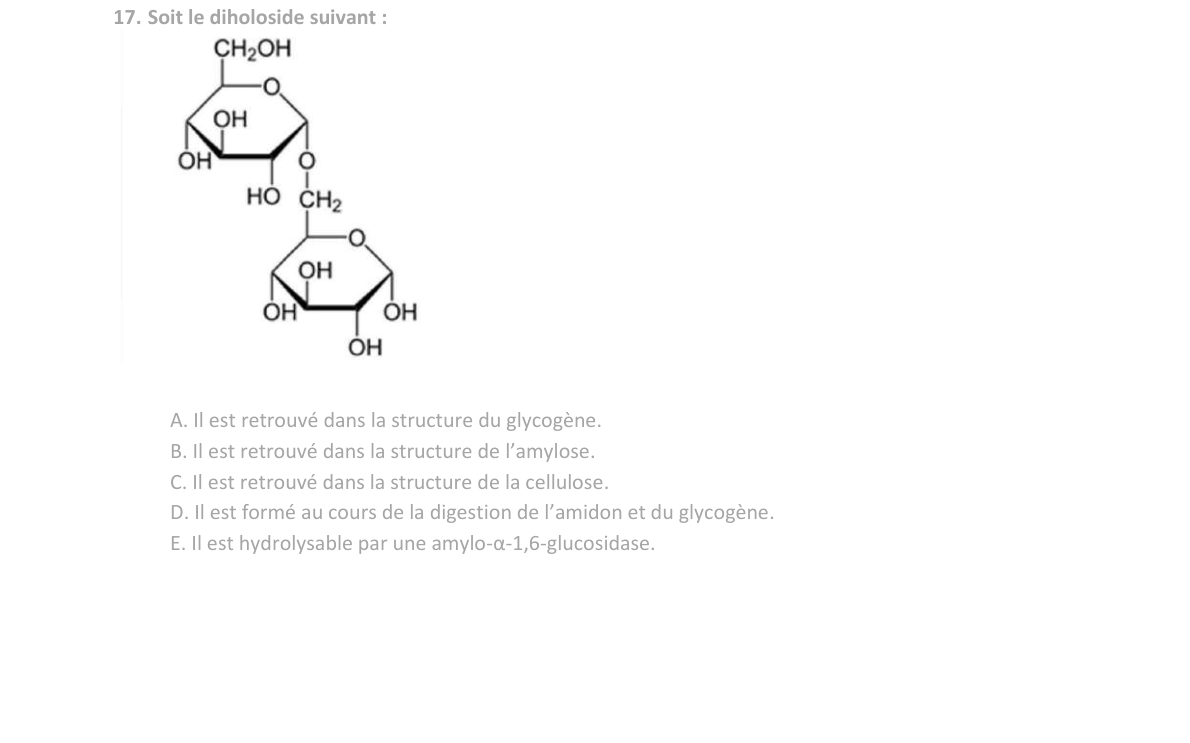 17. Soit le diholoside suivant :
CH₂OH
O
OH
OH
O
HO CH₂
O
OH
OH
OH
OH
A. Il est retrouvé dans la structure du glycogène.
B. Il est retrouvé dans la structure de l’amylose.
C. Il est retrouvé dans la structure de la cellulose.
D. Il est formé au cours de la digestion de l’amidon et du glycogène.
E. Il est hydrolysable par une amylo-α-1,6-glucosidase.